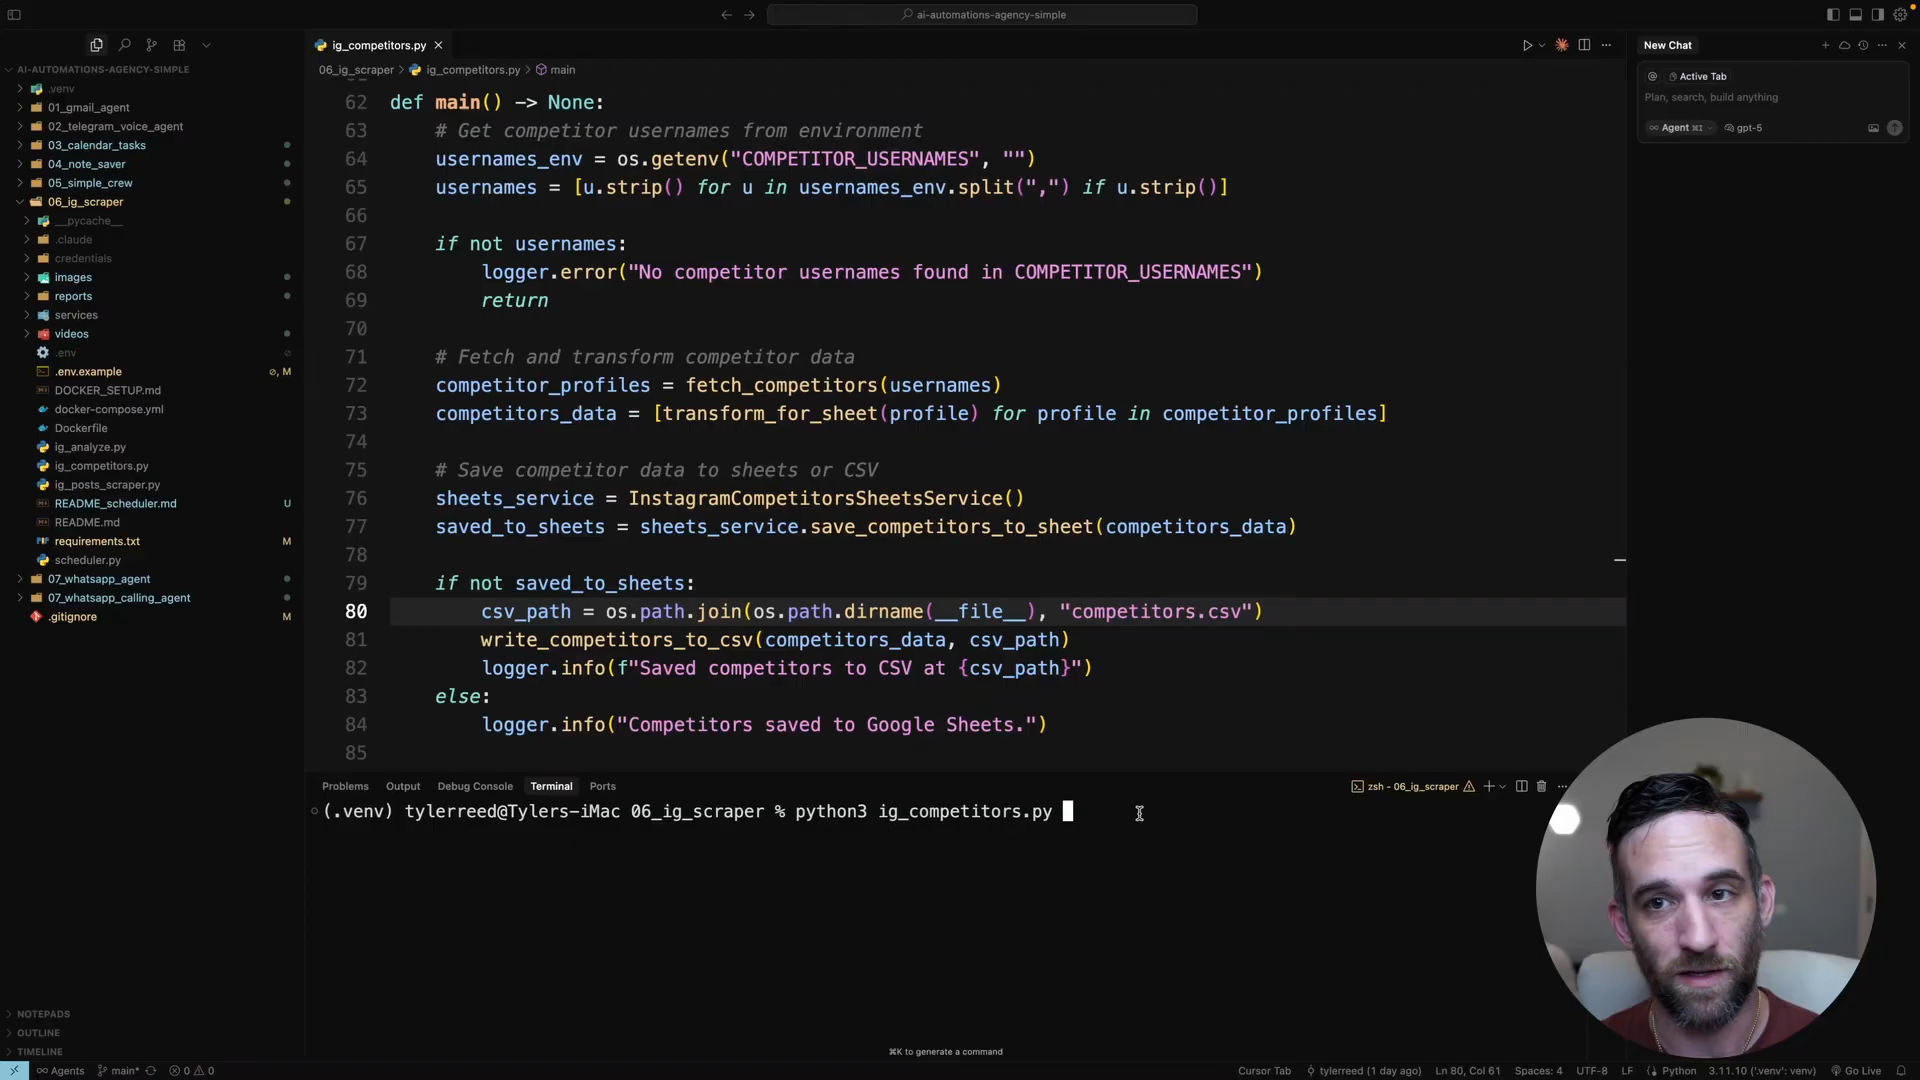 ai-automations-agency-simple
ig_competitors.py
New Chat
AI-AUTOMATIONS-AGENCY-SIMPLE
06_ig_scraper > ig_competitors.py > main
@ Active Tab
Plan, search, build anything
Agent ⌘I gpt-5
.venv
01_gmail_agent
02_telegram_voice_agent
03_calendar_tasks
04_note_saver
05_simple_crew
06_ig_scraper
__pycache__
.claude
credentials
images
reports
services
videos
.env
.env.example M
DOCKER_SETUP.md
docker-compose.yml
Dockerfile
ig_analyze.py
ig_competitors.py
ig_posts_scraper.py
README_scheduler.md U
README.md
requirements.txt M
scheduler.py
07_whatsapp_agent
07_whatsapp_calling_agent
.gitignore M
NOTEPADS
OUTLINE
TIMELINE
62 def main() -> None:
63     # Get competitor usernames from environment
64     usernames_env = os.getenv("COMPETITOR_USERNAMES", "")
65     usernames = [u.strip() for u in usernames_env.split(",") if u.strip()]
66
67     if not usernames:
68         logger.error("No competitor usernames found in COMPETITOR_USERNAMES")
69         return
70
71     # Fetch and transform competitor data
72     competitor_profiles = fetch_competitors(usernames)
73     competitors_data = [transform_for_sheet(profile) for profile in competitor_profiles]
74
75     # Save competitor data to sheets or CSV
76     sheets_service = InstagramCompetitorsSheetsService()
77     saved_to_sheets = sheets_service.save_competitors_to_sheet(competitors_data)
78
79     if not saved_to_sheets:
80         csv_path = os.path.join(os.path.dirname(__file__), "competitors.csv")
81         write_competitors_to_csv(competitors_data, csv_path)
82         logger.info(f"Saved competitors to CSV at {csv_path}")
83     else:
84         logger.info("Competitors saved to Google Sheets.")
85
Problems Output Debug Console Terminal Ports
zsh - 06_ig_scraper
(.venv) tylerreed@Tylers-iMac 06_ig_scraper % python3 ig_competitors.py
⌘K to generate a command
Agents main* 0 0
Cursor Tab tylerreed (1 day ago) Ln 80, Col 61 Spaces: 4 UTF-8 LF Python 3.11.10 ('.venv': venv) Go Live